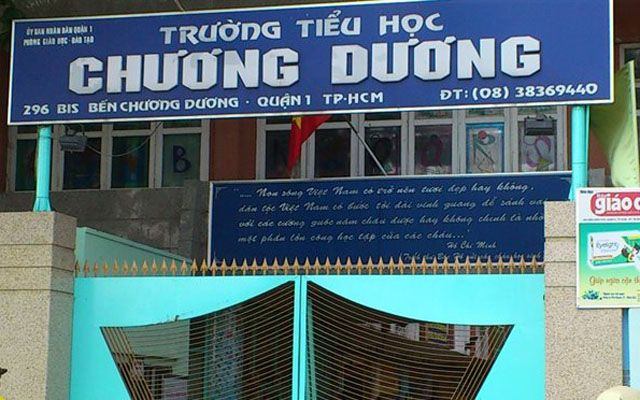 ỦY BAN NHÂN DÂN QUẬN 1
PHÒNG GIÁO DỤC - ĐÀO TẠO
TRƯỜNG TIỂU HỌC
CHƯƠNG DƯƠNG
296 BIS BẾN CHƯƠNG DƯƠNG - QUẬN 1 TP-HCM
ĐT: (08) 38369440
"..... Non sông Việt Nam có trở nên tươi đẹp hay không,
dân tộc Việt Nam có bước tới đài vinh quang để sánh vai
với các cường quốc năm châu được hay không chính là nhờ
một phần lớn công học tập của các cháu..."
Hồ Chí Minh
giáo
Eyelight
Giúp ngăn cận